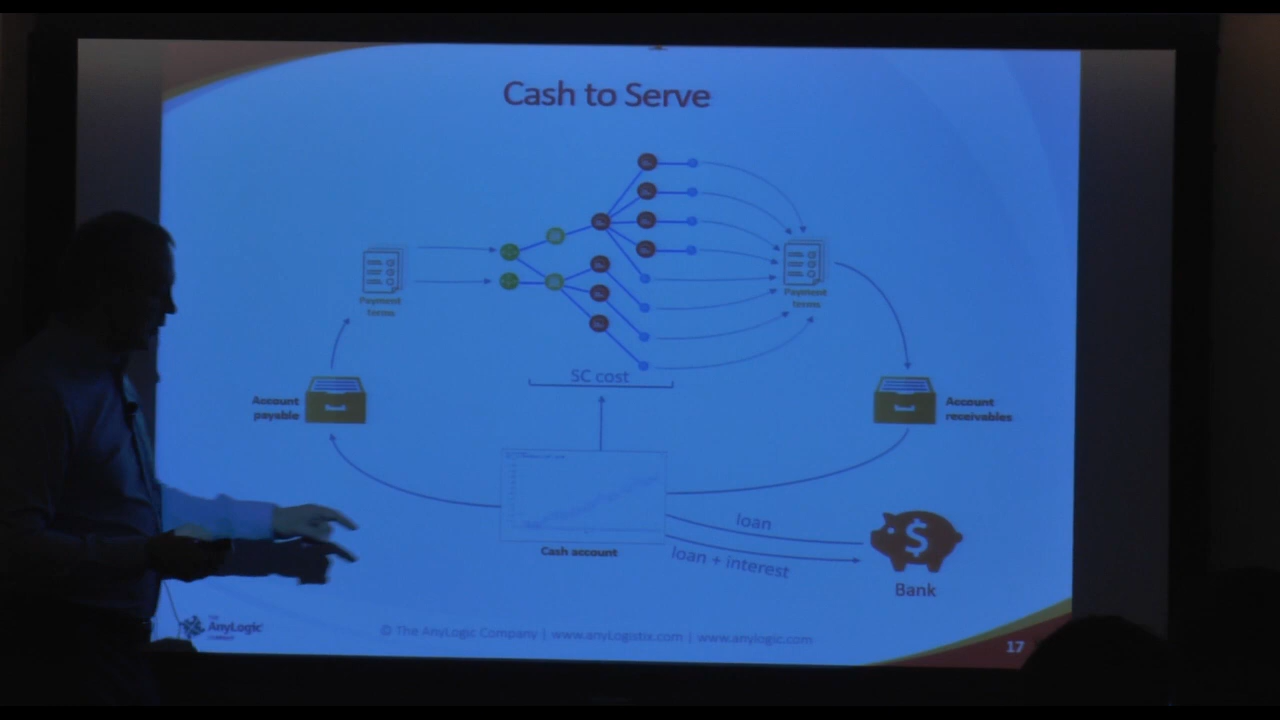 Cash to Serve
Payment
terms
Payment
terms
SC cost
Account
payable
Account
receivables
loan
loan + interest
Cash account
Bank
AnyLogic
© The AnyLogic Company | www.anyLogistix.com | www.anylogic.com
17